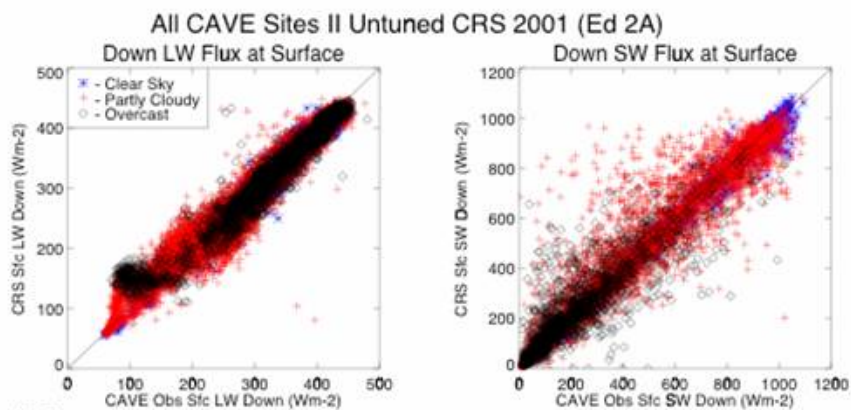 All CAVE Sites II Untuned CRS 2001 (Ed 2A)
Down LW Flux at Surface
500
400
300
200
100
0
CRS Sfc LW Down (Wm-2)
- Clear Sky
- Partly Cloudy
- Overcast
0 100 200 300 400 500
CAVE Obs Sfc LW Down (Wm-2)
Down SW Flux at Surface
1200
1000
800
600
400
200
0
CRS Sfc SW Down (Wm-2)
0 200 400 600 800 1000 1200
CAVE Obs Sfc SW Down (Wm-2)